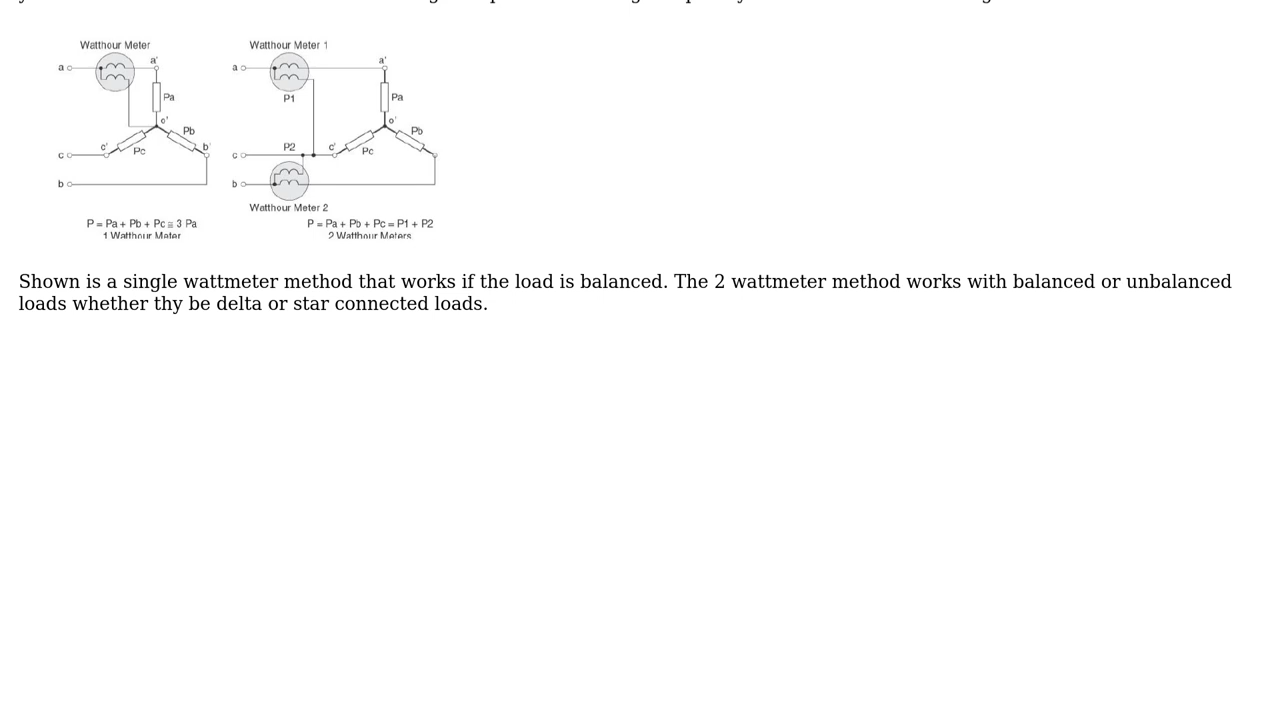 Watthour Meter
Watthour Meter 1
a
a'
a
a'
Pa
P1
Pa
o'
o'
Pb
Pb
c'
b'
P2
c'
c
Pc
c
Pc
b
b
Watthour Meter 2
P = Pa + Pb + Pc ≅ 3 Pa
P = Pa + Pb + Pc = P1 + P2
1 Watthour Meter
2 Watthour Meters
Shown is a single wattmeter method that works if the load is balanced. The 2 wattmeter method works with balanced or unbalanced
loads whether thy be delta or star connected loads.